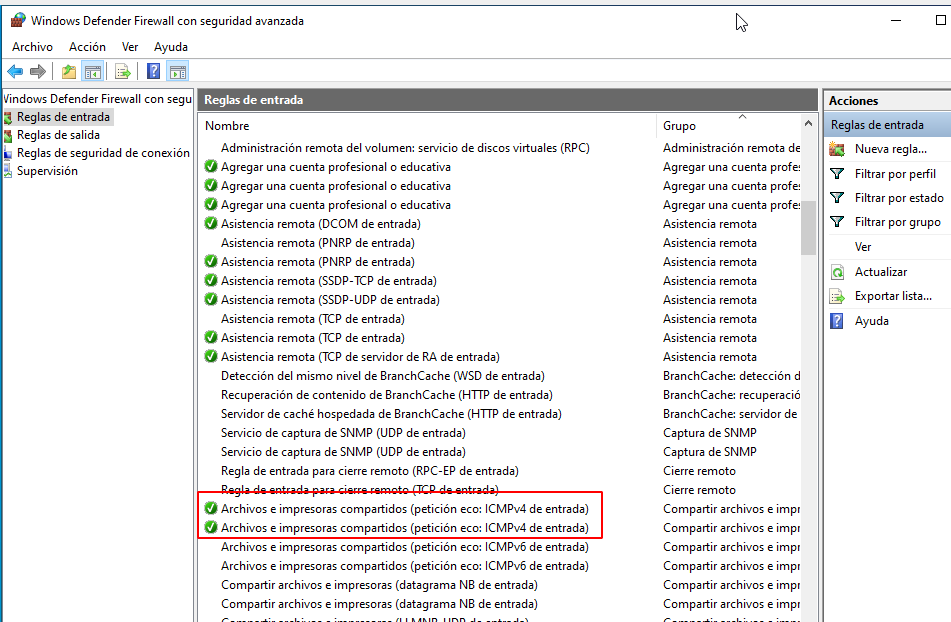 Windows Defender Firewall con seguridad avanzada
Archivo Acción Ver Ayuda
Windows Defender Firewall con segu
Reglas de entrada
Reglas de salida
Reglas de seguridad de conexión
Supervisión
Reglas de entrada
Nombre Grupo
Administración remota del volumen: servicio de discos virtuales (RPC) Administración remota de
Agregar una cuenta profesional o educativa Agregar una cuenta profes
Agregar una cuenta profesional o educativa Agregar una cuenta profes
Agregar una cuenta profesional o educativa Agregar una cuenta profes
Asistencia remota (DCOM de entrada) Asistencia remota
Asistencia remota (PNRP de entrada) Asistencia remota
Asistencia remota (PNRP de entrada) Asistencia remota
Asistencia remota (SSDP-TCP de entrada) Asistencia remota
Asistencia remota (SSDP-UDP de entrada) Asistencia remota
Asistencia remota (TCP de entrada) Asistencia remota
Asistencia remota (TCP de entrada) Asistencia remota
Asistencia remota (TCP de servidor de RA de entrada) Asistencia remota
Detección del mismo nivel de BranchCache (WSD de entrada) BranchCache: detección d
Recuperación de contenido de BranchCache (HTTP de entrada) BranchCache: recuperació
Servidor de caché hospedada de BranchCache (HTTP de entrada) BranchCache: servidor de
Servicio de captura de SNMP (UDP de entrada) Captura de SNMP
Servicio de captura de SNMP (UDP de entrada) Captura de SNMP
Regla de entrada para cierre remoto (RPC-EP de entrada) Cierre remoto
Regla de entrada para cierre remoto (TCP de entrada) Cierre remoto
Archivos e impresoras compartidos (petición eco: ICMPv4 de entrada) Compartir archivos e impr
Archivos e impresoras compartidos (petición eco: ICMPv4 de entrada) Compartir archivos e impr
Archivos e impresoras compartidos (petición eco: ICMPv6 de entrada) Compartir archivos e impr
Archivos e impresoras compartidos (petición eco: ICMPv6 de entrada) Compartir archivos e impr
Compartir archivos e impresoras (datagrama NB de entrada) Compartir archivos e impr
Compartir archivos e impresoras (datagrama NB de entrada) Compartir archivos e impr
Compartir archivos e impresoras (LLMNR-UDP de entrada) Compartir archivos e impr
Acciones
Reglas de entrada
Nueva regla...
Filtrar por perfil
Filtrar por estado
Filtrar por grupo
Ver
Actualizar
Exportar lista...
Ayuda